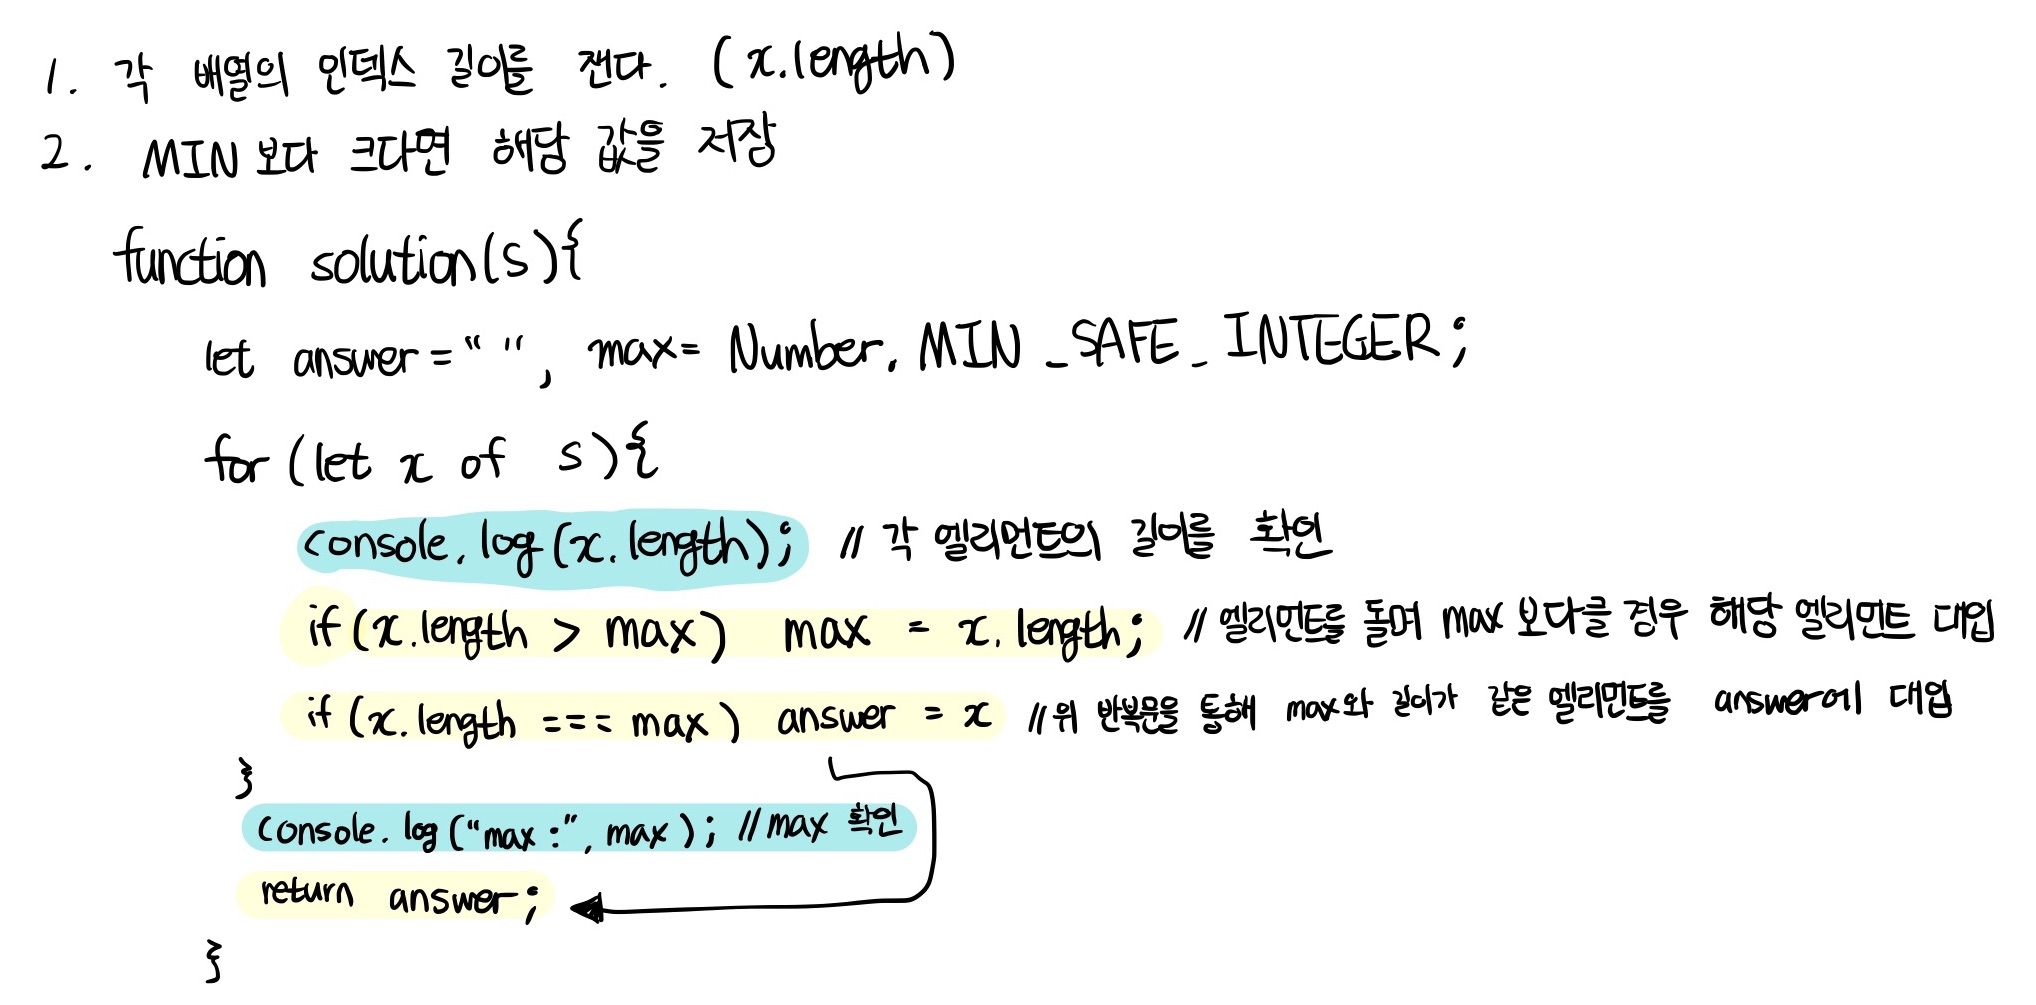 1. 각 배열의 인덱스 길이를 잰다. (x.length)
2. MIN 보다 크다면 해당 값을 저장
function solution(s){
let answer = “ ”, max = Number. MIN_SAFE_INTEGER;
for (let x of s){
console.log(x.length); // 각 엘리먼트의 길이를 확인
if(x.length > max) max = x.length; // 엘리먼트를 돌며 max 보다클 경우 해당 엘리먼트 대입
if (x.length === max) answer = x // 위 반복문을 통해 max와 길이가 같은 엘리먼트를 answer에 대입
}
console.log(“max:”, max); // max 확인
return answer;
}